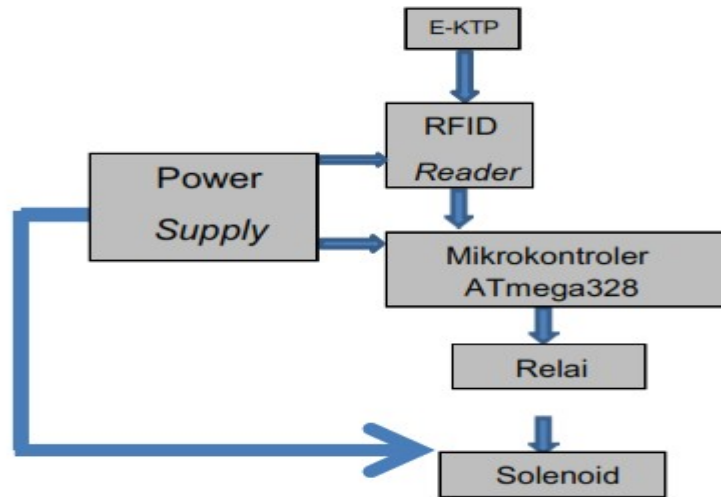 E-KTP
RFID
Reader
Power
Supply
Mikrokontroler
ATmega328
Relai
Solenoid